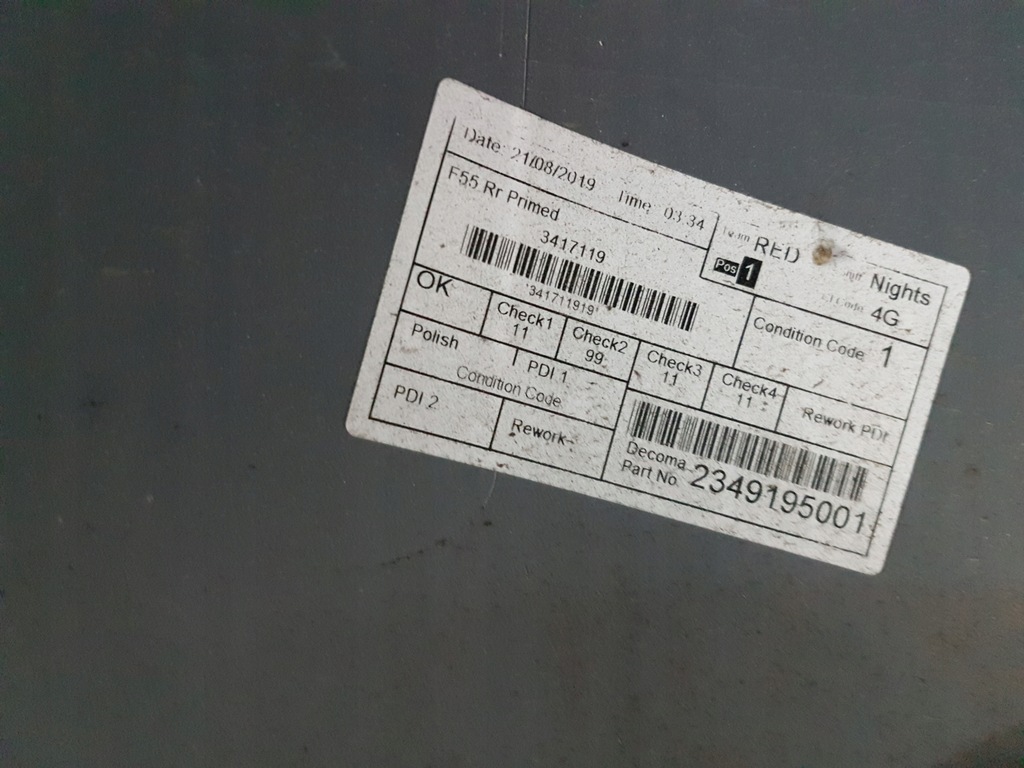 Date: 21/08/2019 Time: 03:34
Team RED
Nights
F55 Rr Primed
Pos 1
4G
3417119
*341711919*
Condition Code 1
OK
Check1 11
Check2 99
Check3 11
Check4 11
Rework PDr
Polish
PDI 1
Condition Code
PDI 2
Rework
Decoma Part No. 2349195001